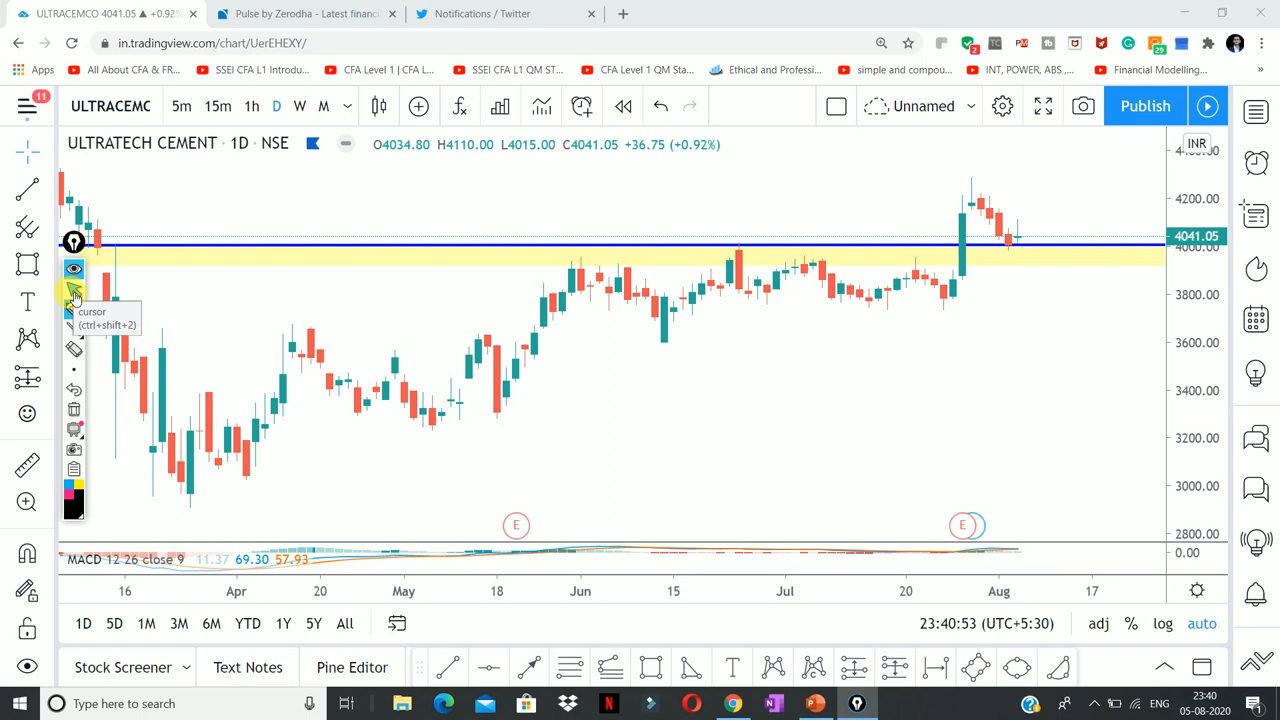 ULTRACEMCO 4041.05 ▲ +0.92%
Pulse by Zerodha - Latest financi
Notifications / Twitter
in.tradingview.com/chart/UerEHEXY/
Apps
All About CFA & FR...
SSEI CFA L1 Introdu...
CFA Level 1 I CFA L...
SSEI CFA L1 QM ST...
CFA Level 1 QM Sta...
Ethical and Professi...
simple and compou...
INT, POWER, ABS ,...
Financial Modelling...
»
11
ULTRACEMC
5m 15m 1h D W M
Unnamed
Publish
ULTRATECH CEMENT · 1D · NSE
O4034.80 H4110.00 L4015.00 C4041.05 +36.75 (+0.92%)
INR
4200.00
4041.05
4000.00
3800.00
3600.00
3400.00
3200.00
3000.00
2800.00
cursor
(ctrl+shift+2)
E
E
MACD 12 26 close 9 11.37 69.30 57.93
0.00
16 Apr 20 May 18 Jun 15 Jul 20 Aug 17
1D 5D 1M 3M 6M YTD 1Y 5Y All
23:40:53 (UTC+5:30)
adj % log auto
Stock Screener
Text Notes
Pine Editor
Type here to search
ENG
23:40
05-08-2020